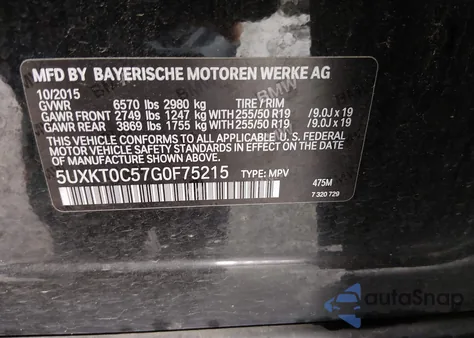 MFD BY BAYERISCHE MOTOREN WERKE AG
10/2015
GVWR 6570 lbs 2980 kg TIRE / RIM
GAWR FRONT 2749 lbs 1247 kg WITH 255/50 R19 /9.0J x 19
GAWR REAR 3869 lbs 1755 kg WITH 255/50 R19 /9.0J x 19
THIS VEHICLE CONFORMS TO ALL APPLICABLE U.S. FEDERAL
MOTOR VEHICLE SAFETY STANDARDS IN EFFECT ON THE DATE
OF MANUFACTURE SHOWN ABOVE.
5UXKT0C57G0F75215 TYPE: MPV
475M
7 320 729
autoSnap